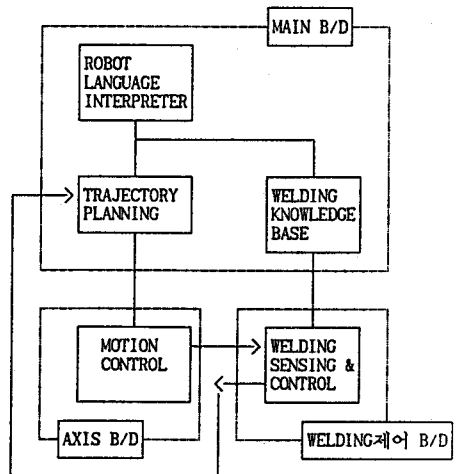 MAIN B/D
ROBOT
LANGUAGE
INTERPRETER
TRAJECTORY
PLANNING
WELDING
KNOWLEDGE
BASE
MOTION
CONTROL
WELDING
SENSING &
CONTROL
AXIS B/D
WELDING제어 B/D